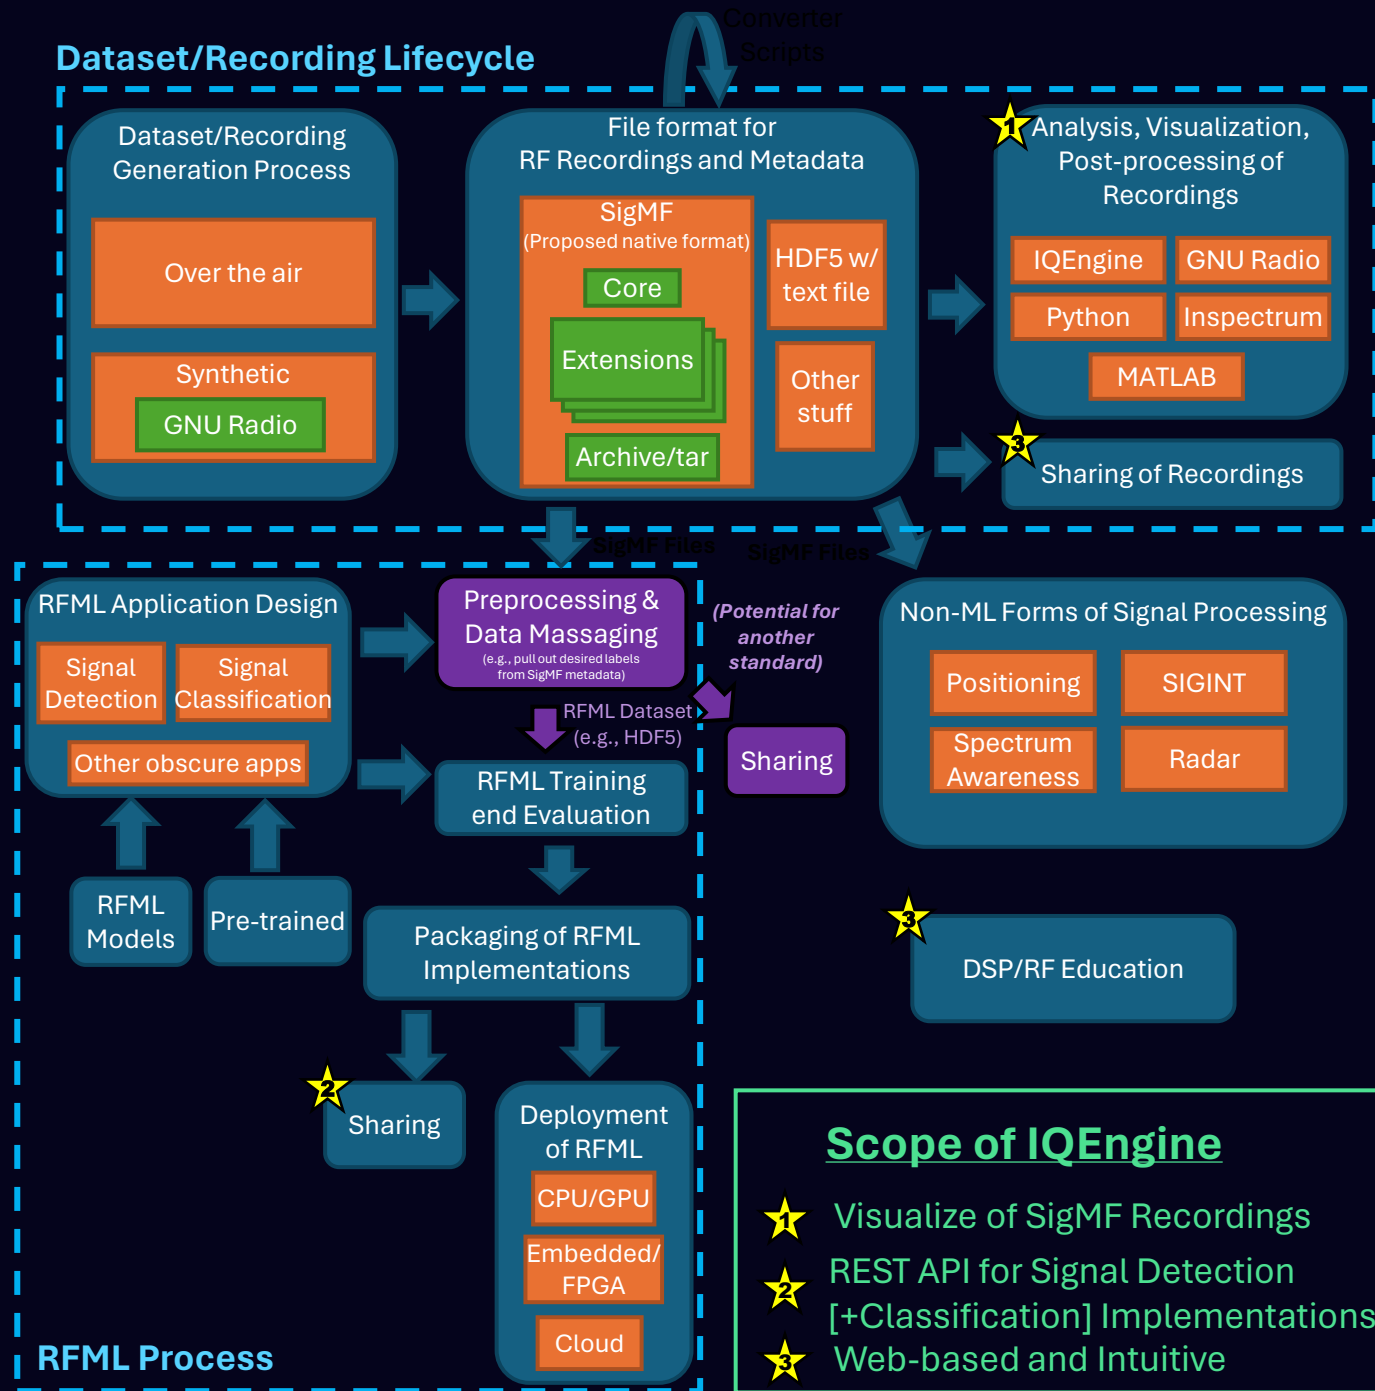 Converter
Scripts
Dataset/Recording Lifecycle
Dataset/Recording
Generation Process
Over the air
Synthetic
GNU Radio
File format for
RF Recordings and Metadata
SigMF
(Proposed native format)
Core
Extensions
Archive/tar
HDF5 w/
text file
Other
stuff
1
Analysis, Visualization,
Post-processing of
Recordings
IQEngine
GNU Radio
Python
Inspectrum
MATLAB
3
Sharing of Recordings
SigMF Files
SigMF Files
RFML Application Design
Signal
Detection
Signal
Classification
Other obscure apps
Preprocessing &
Data Massaging
(e.g., pull out desired labels
from SigMF metadata)
(Potential for
another
standard)
RFML Dataset
(e.g., HDF5)
Sharing
RFML Training
end Evaluation
Non-ML Forms of Signal Processing
Positioning
SIGINT
Spectrum
Awareness
Radar
RFML
Models
Pre-trained
Packaging of RFML
Implementations
3
DSP/RF Education
2
Sharing
Deployment
of RFML
CPU/GPU
Embedded/
FPGA
Cloud
RFML Process
Scope of IQEngine
1
Visualize of SigMF Recordings
2
REST API for Signal Detection
[+Classification] Implementations
3
Web-based and Intuitive